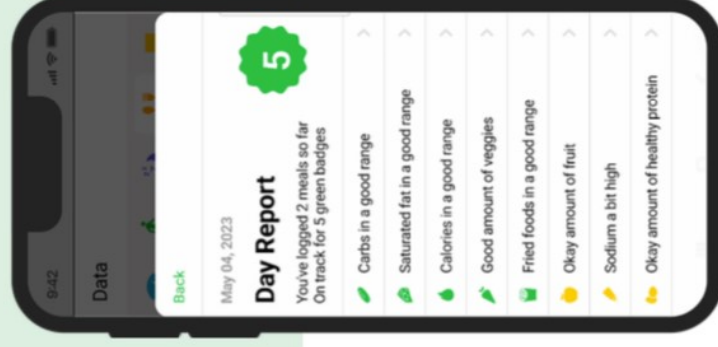 9:42
Data
Back
May 04, 2023
Day Report
5
You've logged 2 meals so far
On track for 5 green badges
Carbs in a good range
Saturated fat in a good range
Calories in a good range
Good amount of veggies
Fried foods in a good range
Okay amount of fruit
Sodium a bit high
Okay amount of healthy protein